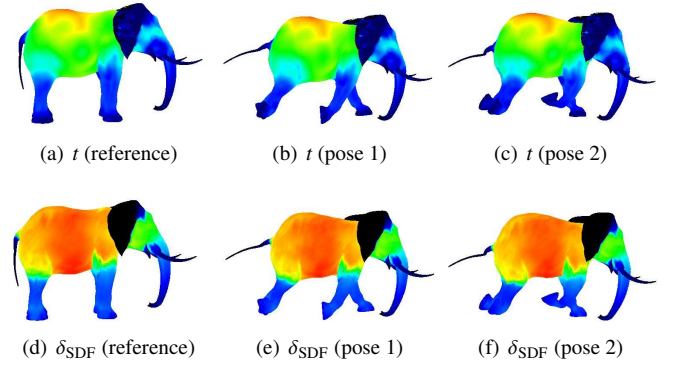 (a) t (reference)
(b) t (pose 1)
(c) t (pose 2)
(d) δSDF (reference)
(e) δSDF (pose 1)
(f) δSDF (pose 2)